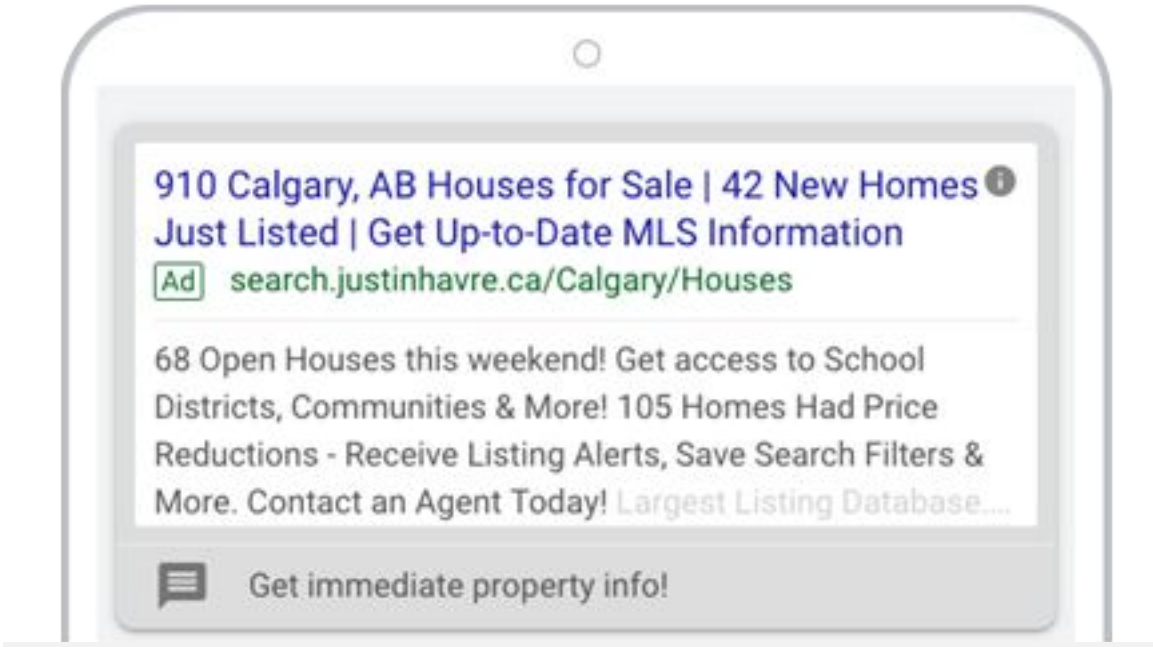 910 Calgary, AB Houses for Sale | 42 New Homes
Just Listed | Get Up-to-Date MLS Information
Ad search.justinhavre.ca/Calgary/Houses
68 Open Houses this weekend! Get access to School
Districts, Communities & More! 105 Homes Had Price
Reductions - Receive Listing Alerts, Save Search Filters &
More. Contact an Agent Today! Largest Listing Database....
Get immediate property info!